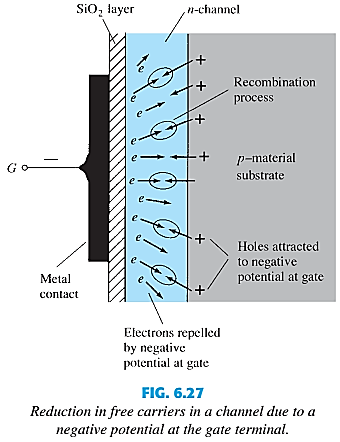 SiO2 layer
n-channel
e
+
e
+
Recombination
process
e
e
+
e
+
p-material
substrate
G
–
e
e
e
+
Holes attracted
to negative
potential at gate
e
e
+
e
Metal
contact
Electrons repelled
by negative
potential at gate
FIG. 6.27
Reduction in free carriers in a channel due to a
negative potential at the gate terminal.